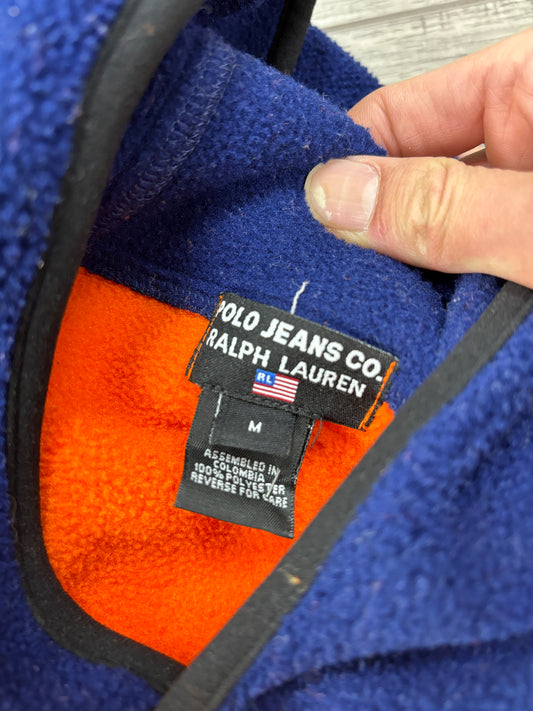 POLO JEANS CO.
RALPH LAUREN
RL
M
ASSEMBLED IN
COLOMBIA
100% POLYESTER
REVERSE FOR CARE